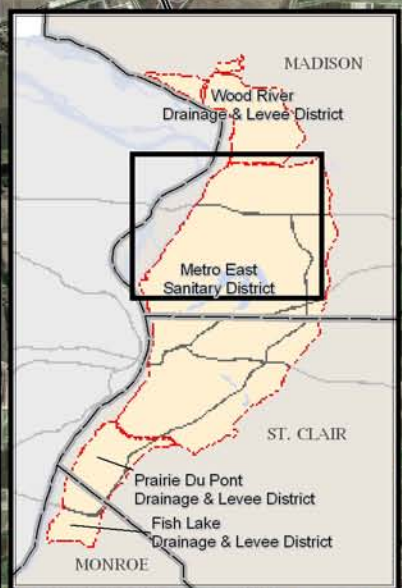 MADISON
Wood River
Drainage & Levee District
Metro East
Sanitary District
ST. CLAIR
Prairie Du Pont
Drainage & Levee District
Fish Lake
Drainage & Levee District
MONROE